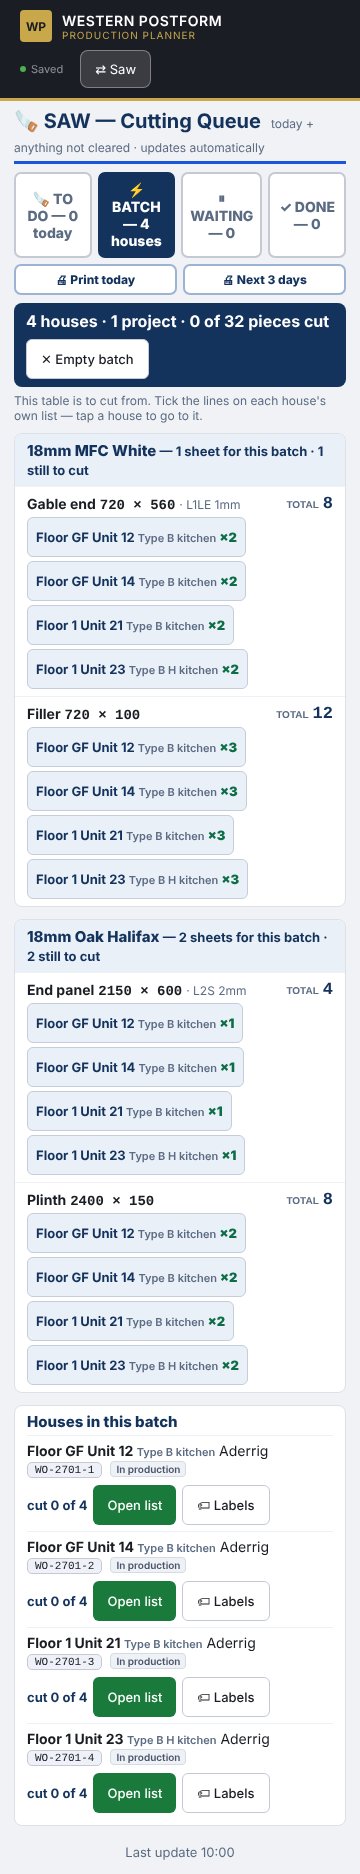 WP
WESTERN POSTFORM
PRODUCTION PLANNER
Saved
⇄ Saw
🪚 SAW — Cutting Queue today +
anything not cleared · updates automatically
🪚 TO
DO — 0
today
⚡
BATCH
— 4
houses
⏸
WAITING
— 0
✓ DONE
— 0
🖨 Print today
🖨 Next 3 days
4 houses · 1 project · 0 of 32 pieces cut
✕ Empty batch
This table is to cut from. Tick the lines on each house's
own list — tap a house to go to it.
18mm MFC White — 1 sheet for this batch · 1
still to cut
Gable end 720 × 560 · L1LE 1mm TOTAL 8
Floor GF Unit 12 Type B kitchen ×2
Floor GF Unit 14 Type B kitchen ×2
Floor 1 Unit 21 Type B kitchen ×2
Floor 1 Unit 23 Type B H kitchen ×2
Filler 720 × 100 TOTAL 12
Floor GF Unit 12 Type B kitchen ×3
Floor GF Unit 14 Type B kitchen ×3
Floor 1 Unit 21 Type B kitchen ×3
Floor 1 Unit 23 Type B H kitchen ×3
18mm Oak Halifax — 2 sheets for this batch ·
2 still to cut
End panel 2150 × 600 · L2S 2mm TOTAL 4
Floor GF Unit 12 Type B kitchen ×1
Floor GF Unit 14 Type B kitchen ×1
Floor 1 Unit 21 Type B kitchen ×1
Floor 1 Unit 23 Type B H kitchen ×1
Plinth 2400 × 150 TOTAL 8
Floor GF Unit 12 Type B kitchen ×2
Floor GF Unit 14 Type B kitchen ×2
Floor 1 Unit 21 Type B kitchen ×2
Floor 1 Unit 23 Type B H kitchen ×2
Houses in this batch
Floor GF Unit 12 Type B kitchen Aderrig
WO-2701-1 In production
cut 0 of 4 Open list 🏷 Labels
Floor GF Unit 14 Type B kitchen Aderrig
WO-2701-2 In production
cut 0 of 4 Open list 🏷 Labels
Floor 1 Unit 21 Type B kitchen Aderrig
WO-2701-3 In production
cut 0 of 4 Open list 🏷 Labels
Floor 1 Unit 23 Type B H kitchen Aderrig
WO-2701-4 In production
cut 0 of 4 Open list 🏷 Labels
Last update 10:00